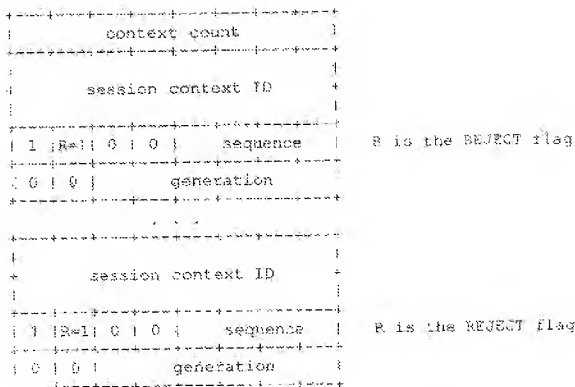 context count
session context ID
| 1 |R=1| 0 | 0 | sequence | R is the REJECT flag
| 0 | 0 | generation
. . .
session context ID
| 1 |R=1| 0 | 0 | sequence | R is the REJECT flag
| 0 | 0 | generation